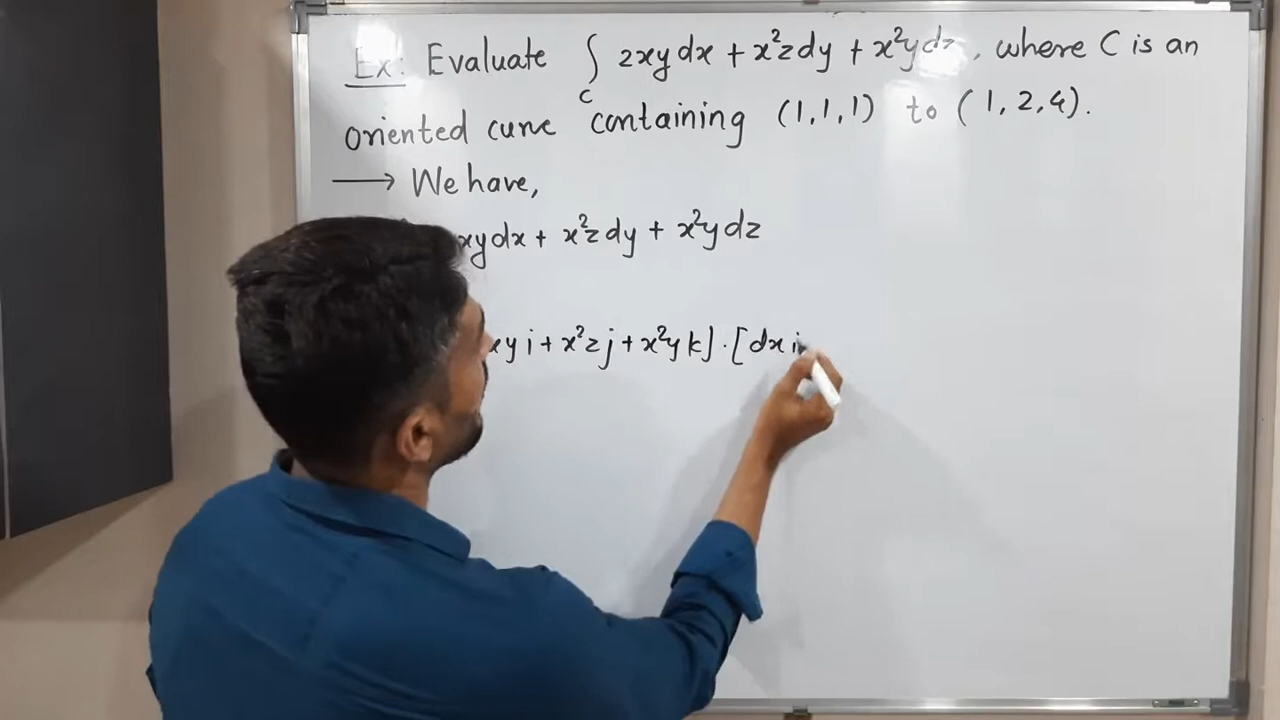 Ex: Evaluate ∫_C 2xy dx + x²z dy + x²y dz, where C is an
oriented curve containing (1, 1, 1) to (1, 2, 4).
⟶ We have,
xy dx + x²z dy + x²y dz
xy i + x²z j + x²y k] · [dx i